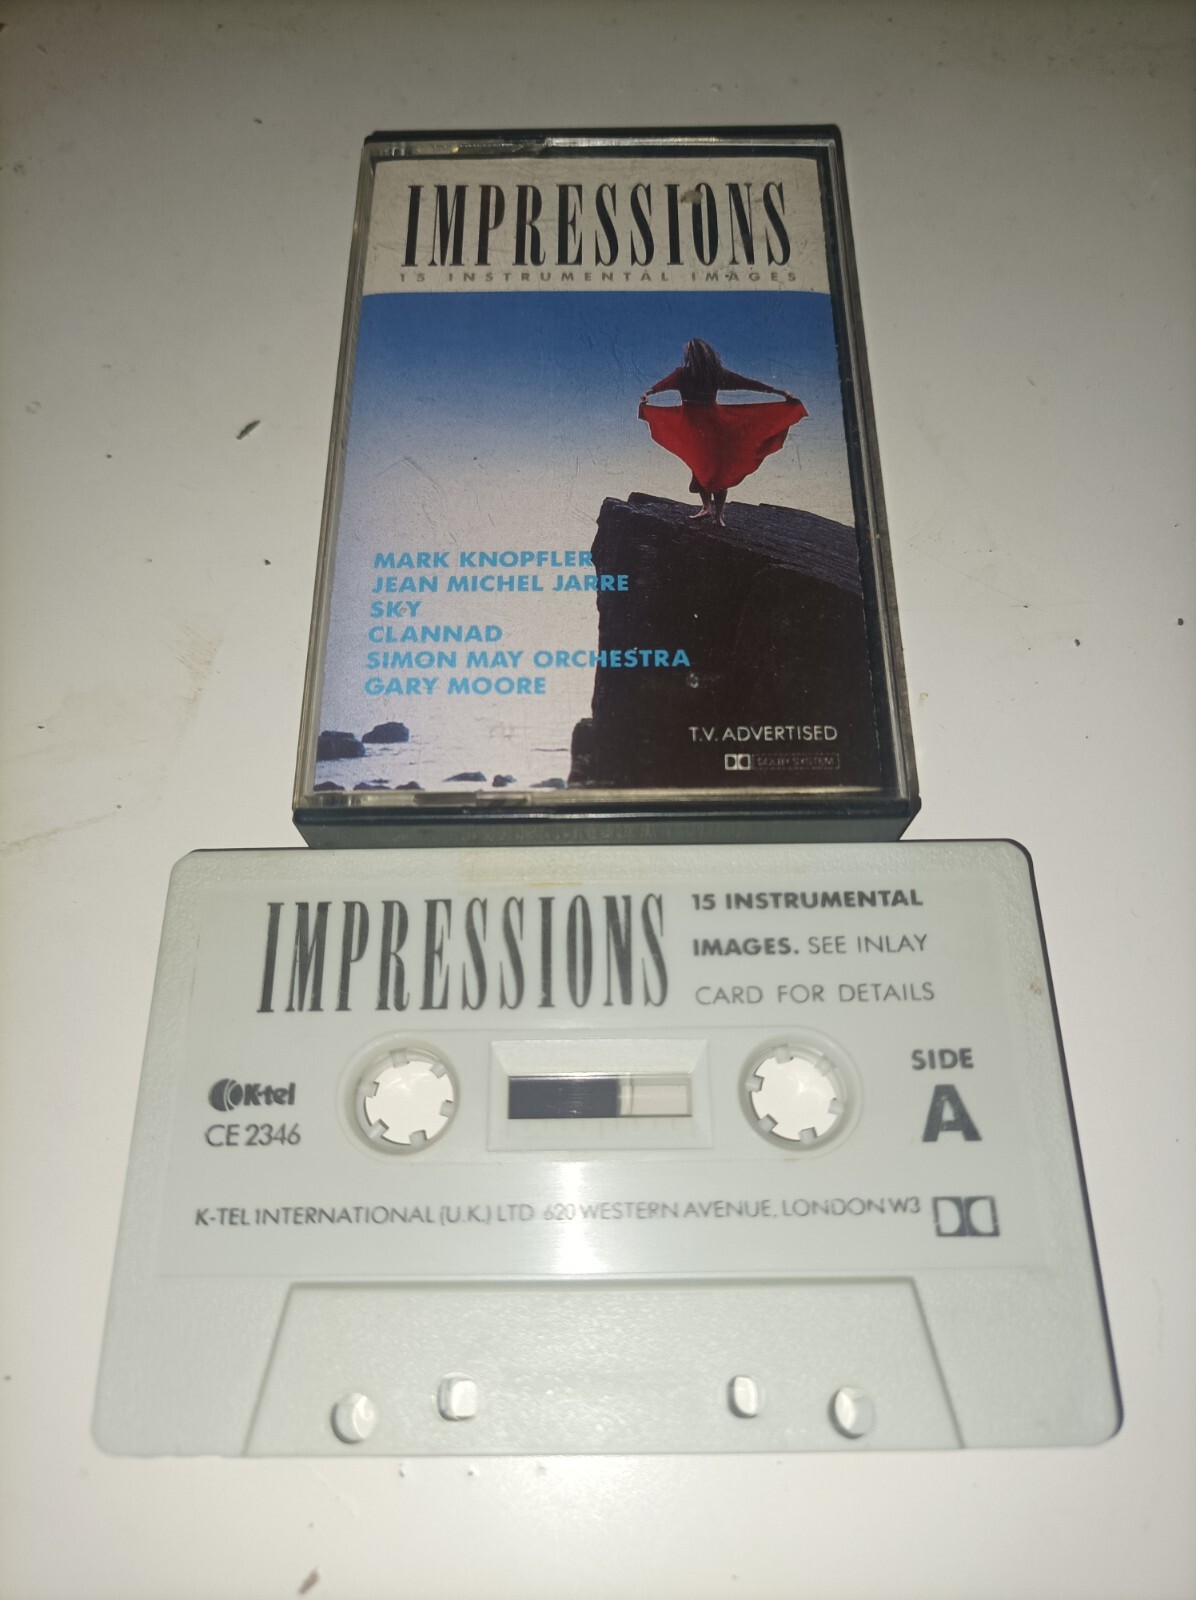 IMPRESSIONS
15 INSTRUMENTAL IMAGES
MARK KNOPFLER
JEAN MICHEL JARRE
SKY
CLANNAD
SIMON MAY ORCHESTRA
GARY MOORE
T.V. ADVERTISED
DOLBY SYSTEM
IMPRESSIONS
15 INSTRUMENTAL
IMAGES. SEE INLAY
CARD FOR DETAILS
K-tel
CE 2346
SIDE
A
K-TEL INTERNATIONAL (U.K.) LTD 620 WESTERN AVENUE, LONDON W3